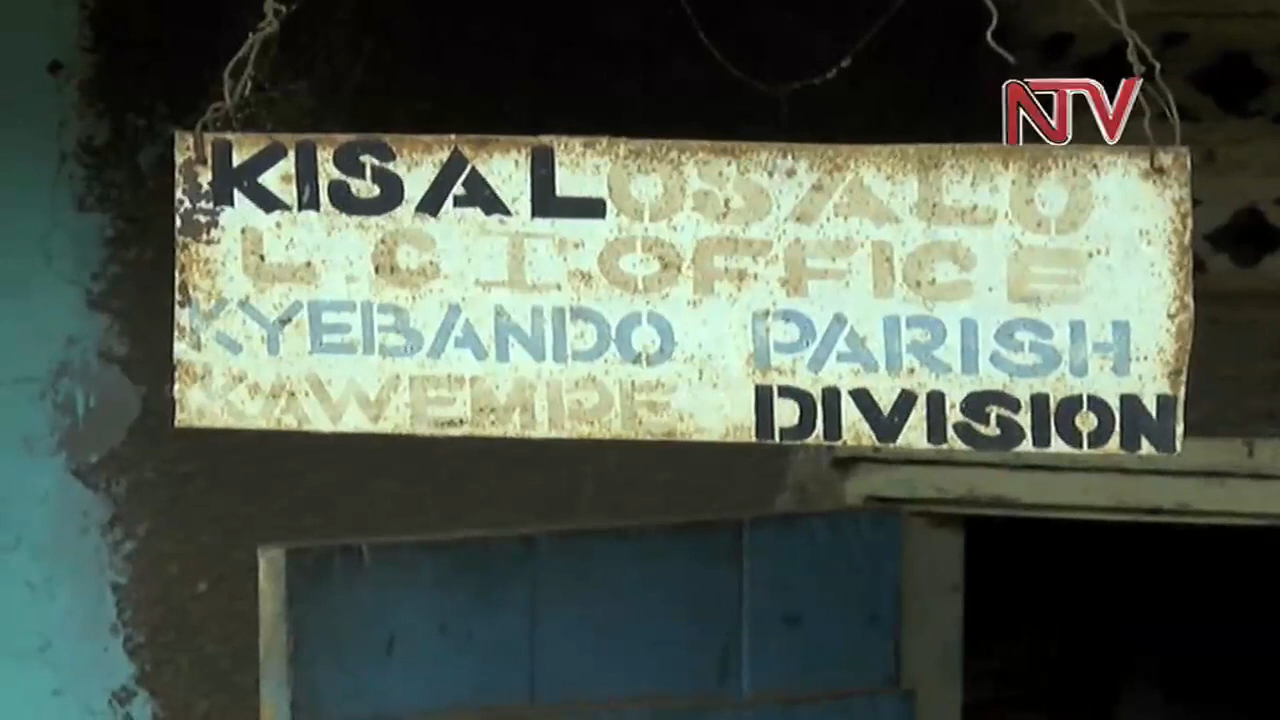 NTV
KISALOSALO
L.C I.OFFICE
KYEBANDO PARISH
KAWEMPE DIVISION